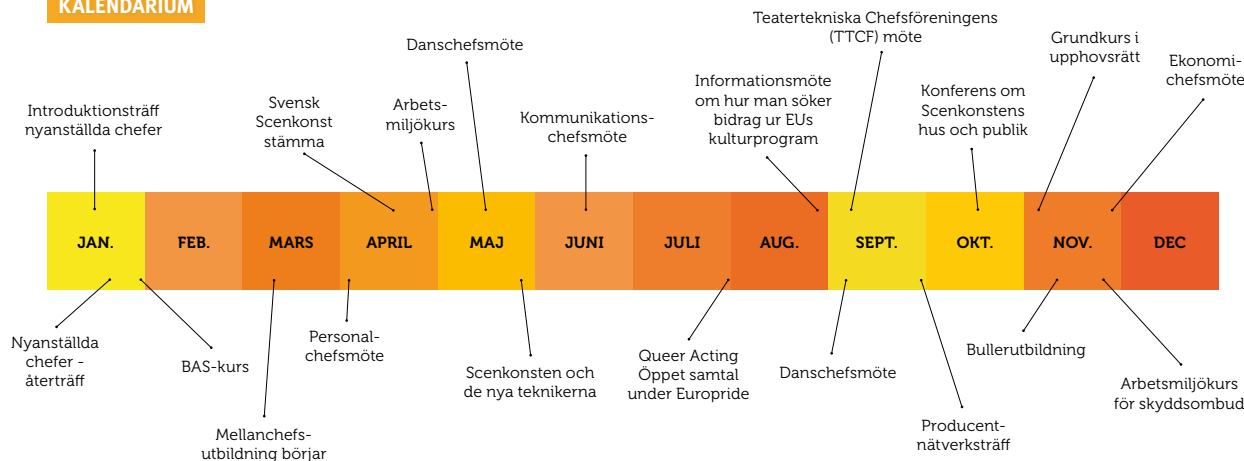 KALENDARIUM
Introduktionsträff
nyanställda chefer
Svensk
Scenkonst
stämma
Arbets-
miljökurs
Danschefsmöte
Kommunikations-
chefsmöte
Informationsmöte
om hur man söker
bidrag ur EUs
kulturprogram
Teatertekniska Chefsföreningens
(TTCF) möte
Konferens om
Scenkonstens
hus och publik
Grundkurs i
upphovsrätt
Ekonomi-
chefsmöte
JAN.
FEB.
MARS
APRIL
MAJ
JUNI
JULI
AUG.
SEPT.
OKT.
NOV.
DEC
Nyanställda
chefer -
återträff
BAS-kurs
Mellanchefs-
utbildning börjar
Personal-
chefsmöte
Scenkonsten och
de nya teknikerna
Queer Acting
Öppet samtal
under Europride
Danschefsmöte
Producent-
nätverksträff
Bullerutbildning
Arbetsmiljökurs
för skyddsombud